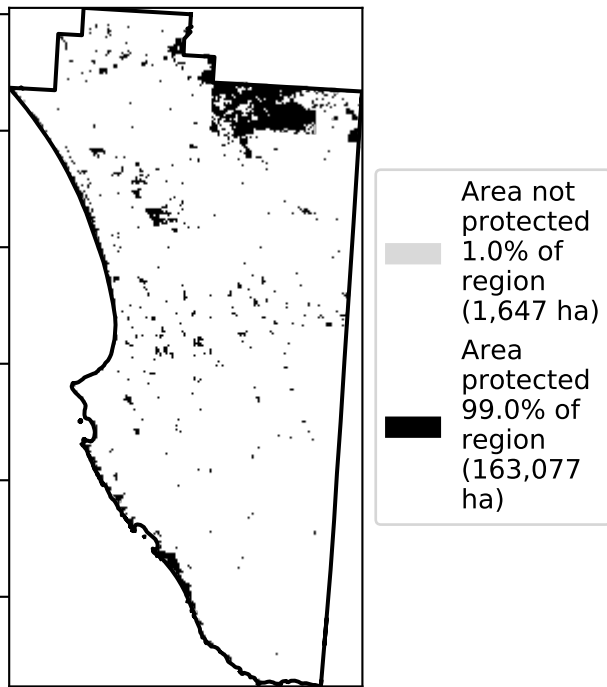 Area not
protected
1.0% of
region
(1,647 ha)
Area
protected
99.0% of
region
(163,077
ha)